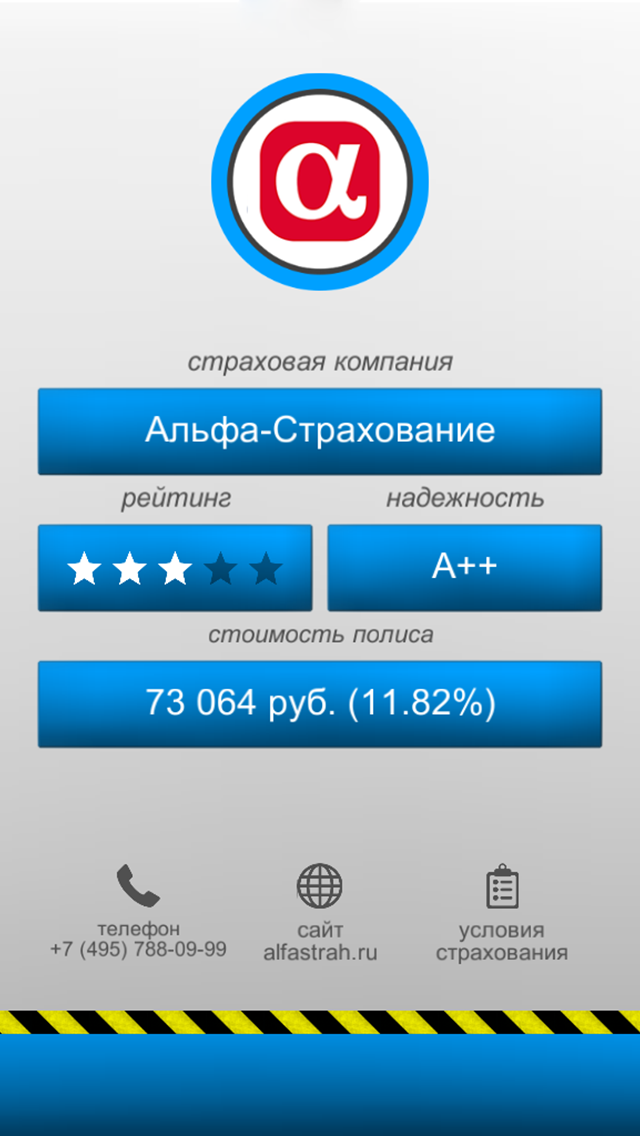 α
страховая компания
Альфа-Страхование
рейтинг
надежность
А++
стоимость полиса
73 064 руб. (11.82%)
телефон
+7 (495) 788-09-99
сайт
alfastrah.ru
условия
страхования